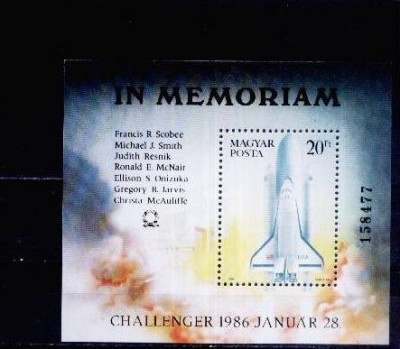 IN MEMORIAM
Francis R. Scobee
Michael J. Smith
Judith Resnik
Ronald E. McNair
Ellison S. Onizuka
Gregory B. Jarvis
Christa McAuliffe
MAGYAR
POSTA
20Ft
158477
CHALLENGER 1986 JANUÁR 28.